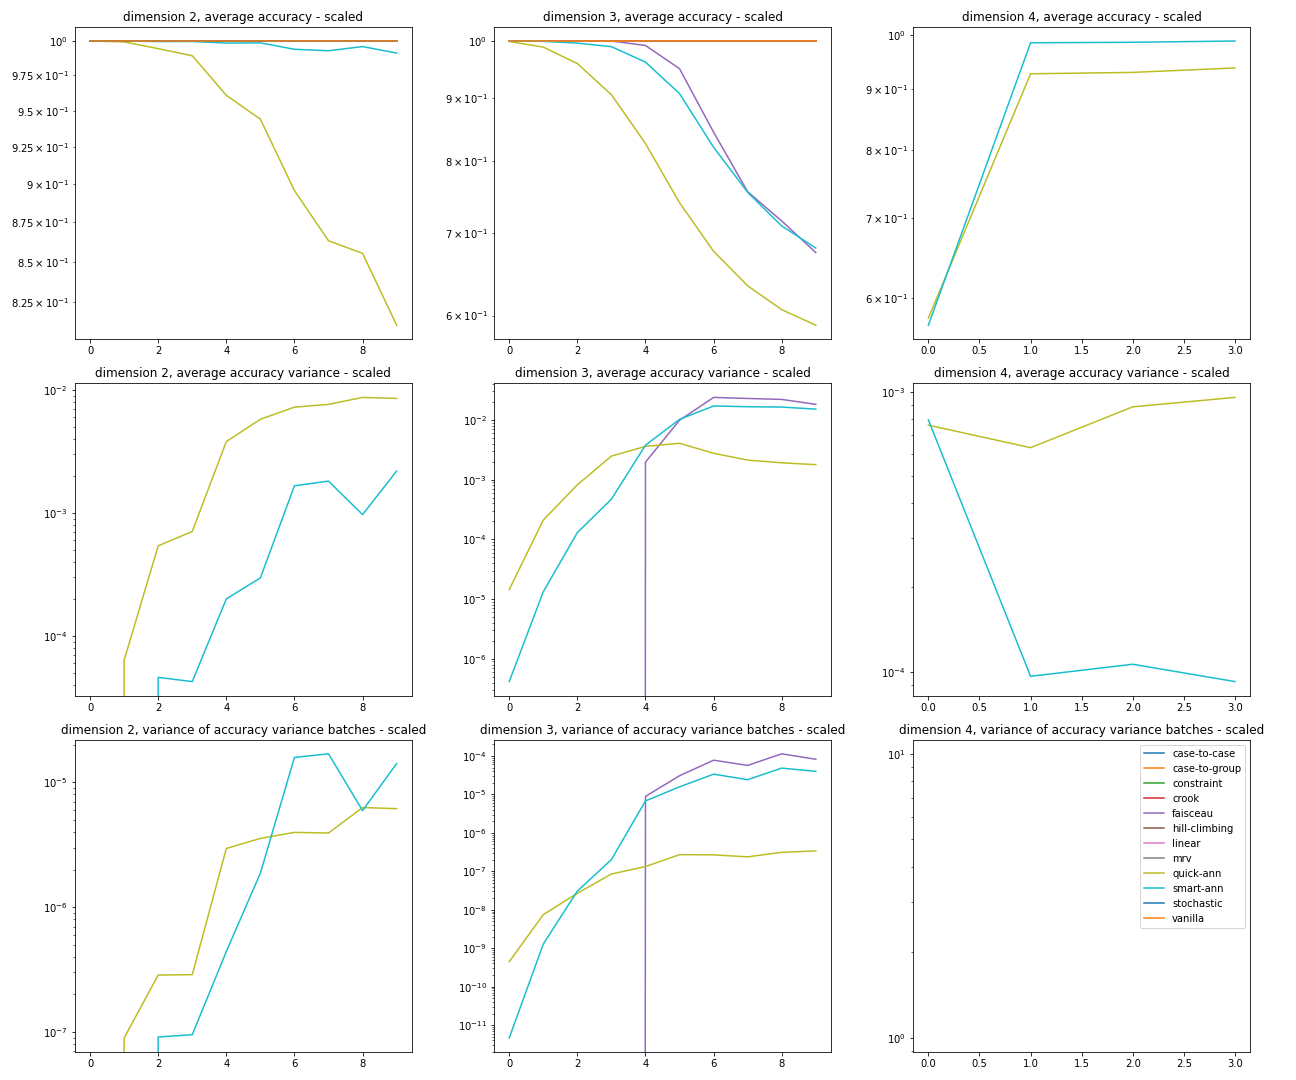 dimension 2, average accuracy - scaled
10⁰
9.75 × 10⁻¹
9.5 × 10⁻¹
9.25 × 10⁻¹
9 × 10⁻¹
8.75 × 10⁻¹
8.5 × 10⁻¹
8.25 × 10⁻¹
0 2 4 6 8
dimension 3, average accuracy - scaled
10⁰
9 × 10⁻¹
8 × 10⁻¹
7 × 10⁻¹
6 × 10⁻¹
0 2 4 6 8
dimension 4, average accuracy - scaled
10⁰
9 × 10⁻¹
8 × 10⁻¹
7 × 10⁻¹
6 × 10⁻¹
0.0 0.5 1.0 1.5 2.0 2.5 3.0
dimension 2, average accuracy variance - scaled
10⁻²
10⁻³
10⁻⁴
0 2 4 6 8
dimension 3, average accuracy variance - scaled
10⁻²
10⁻³
10⁻⁴
10⁻⁵
10⁻⁶
0 2 4 6 8
dimension 4, average accuracy variance - scaled
10⁻³
10⁻⁴
0.0 0.5 1.0 1.5 2.0 2.5 3.0
dimension 2, variance of accuracy variance batches - scaled
10⁻⁵
10⁻⁶
10⁻⁷
0 2 4 6 8
dimension 3, variance of accuracy variance batches - scaled
10⁻⁴
10⁻⁵
10⁻⁶
10⁻⁷
10⁻⁸
10⁻⁹
10⁻¹⁰
10⁻¹¹
0 2 4 6 8
dimension 4, variance of accuracy variance batches - scaled
10¹
10⁰
case-to-case
case-to-group
constraint
crook
faisceau
hill-climbing
linear
mrv
quick-ann
smart-ann
stochastic
vanilla
0.0 0.5 1.0 1.5 2.0 2.5 3.0